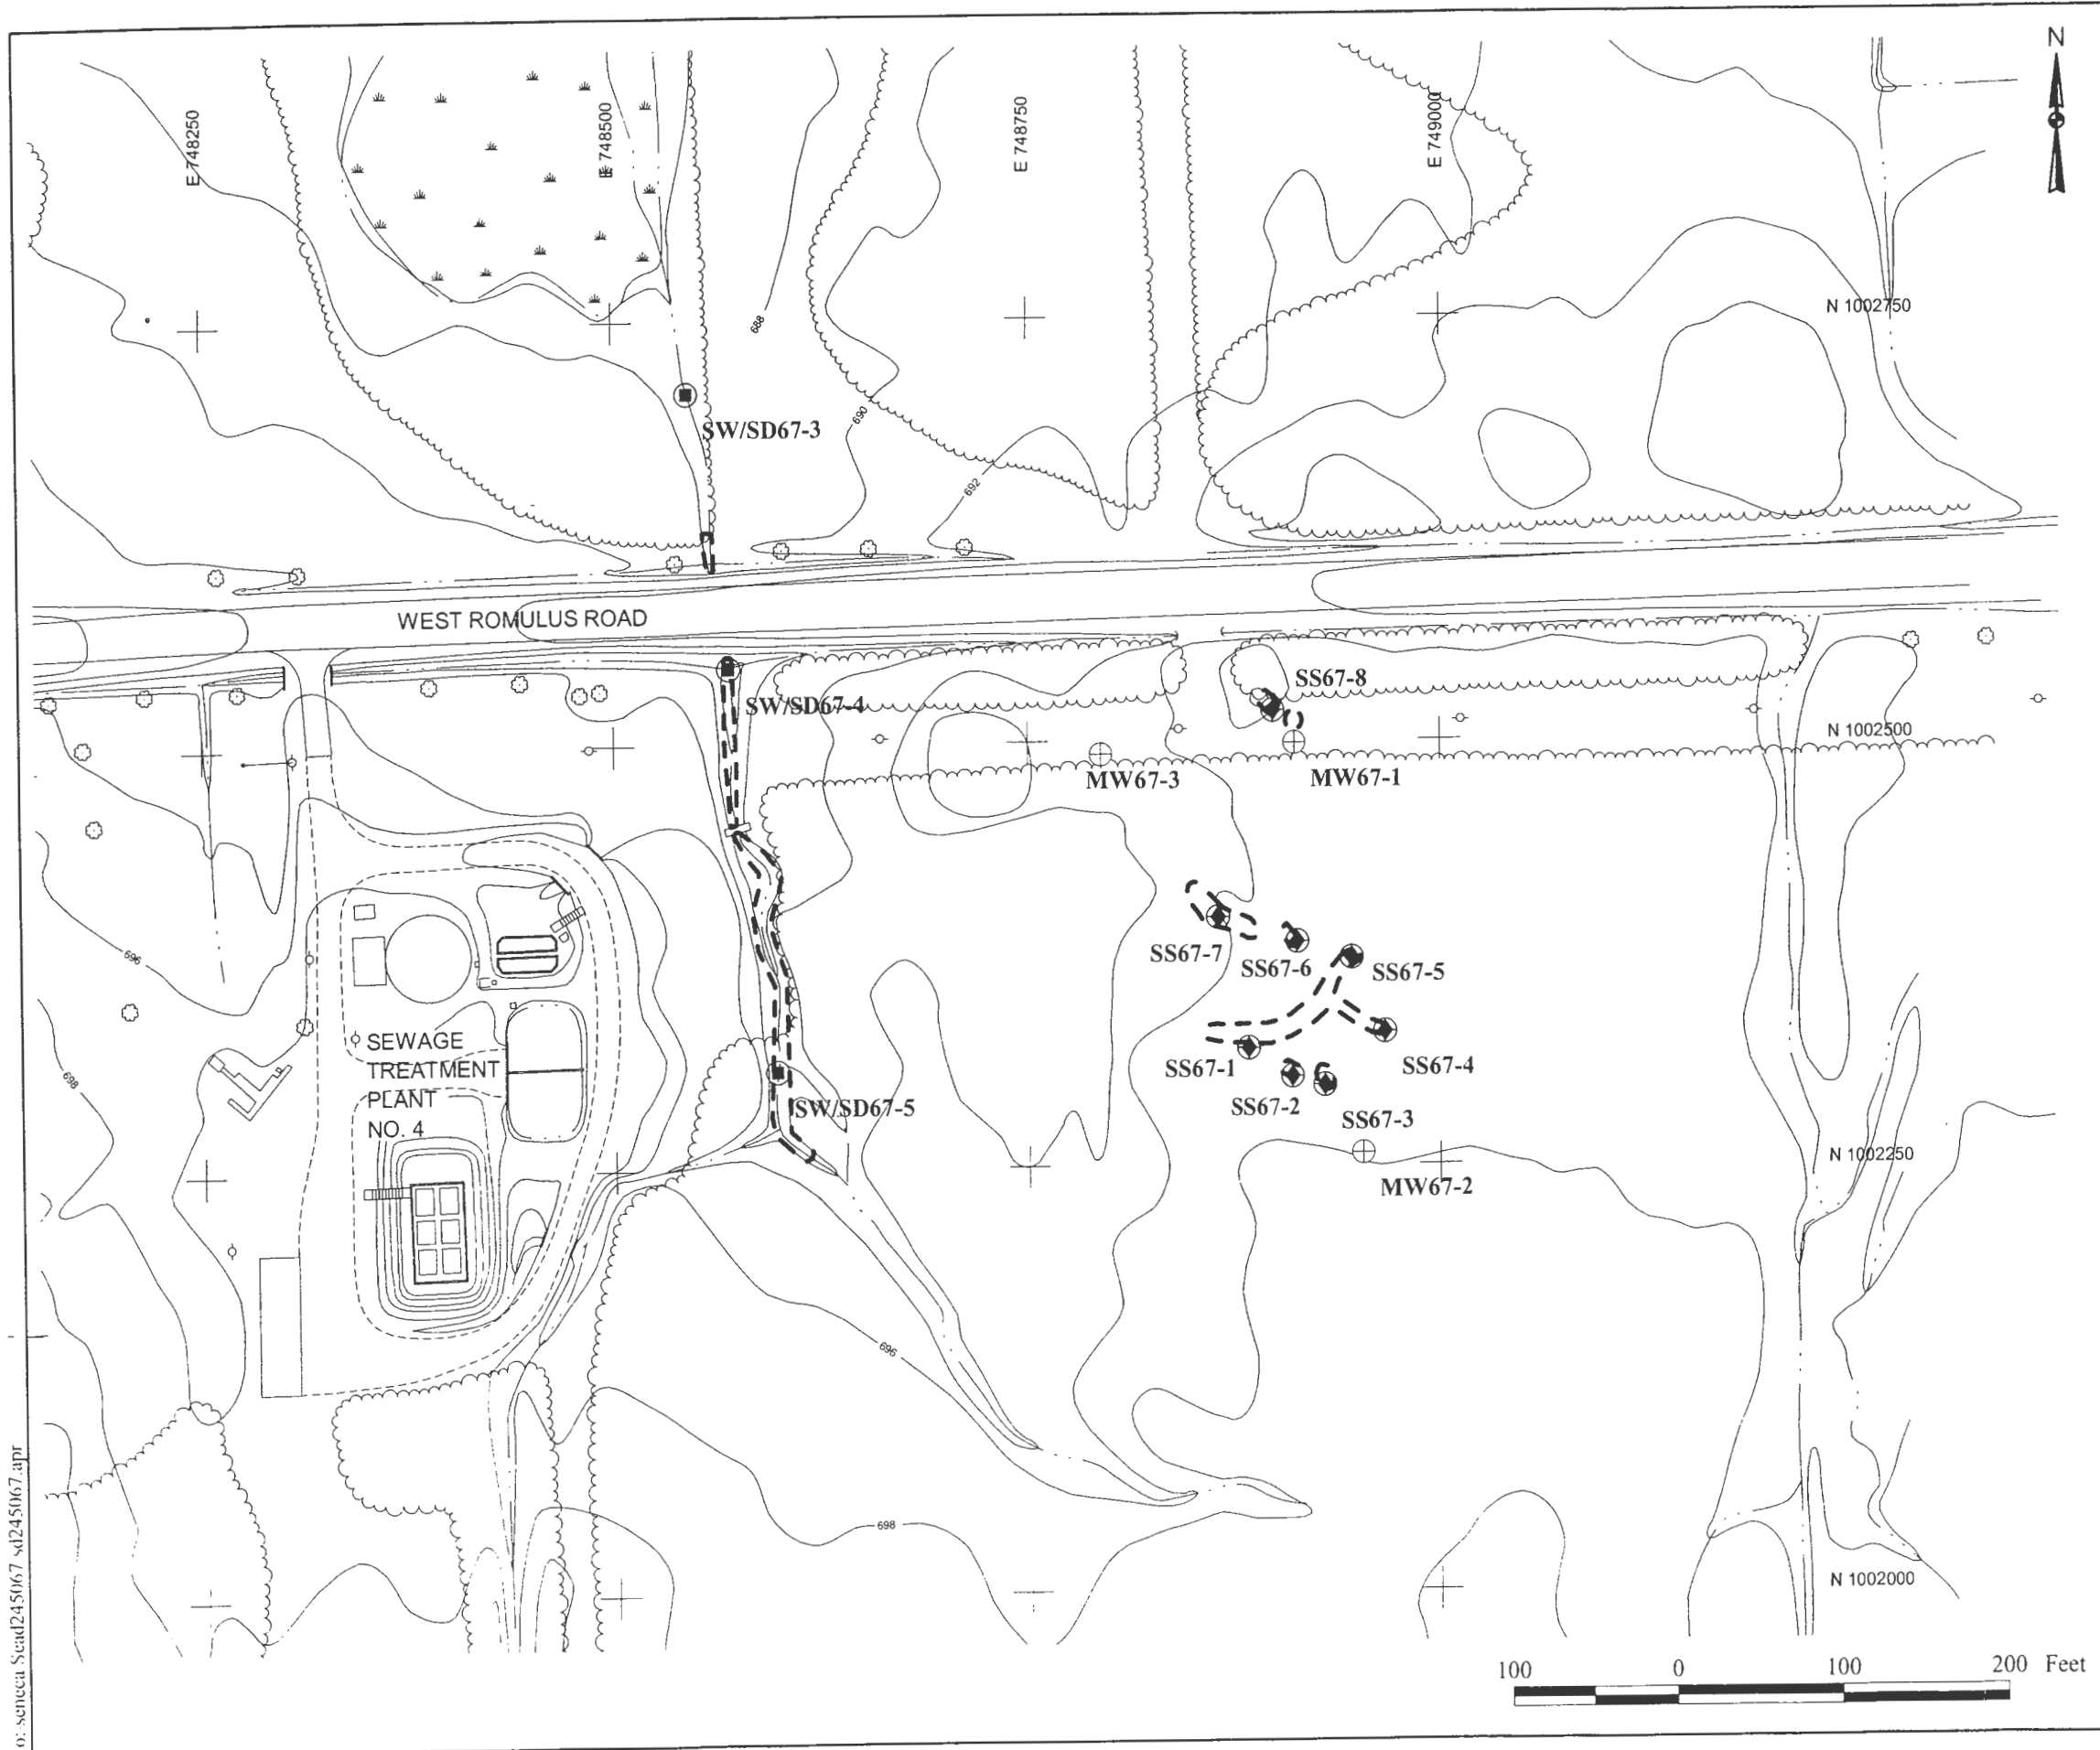 N
E 748250
E 748500
E 748750
E 749000
N 1002750
688
SW/SD67-3
690
692
WEST ROMULUS ROAD
SS67-8
SW/SD67-4
N 1002500
MW67-3
MW67-1
696
SS67-7
SS67-6
SS67-5
SEWAGE
TREATMENT
PLANT
NO. 4
698
SS67-1
SS67-4
SS67-2
SW/SD67-5
SS67-3
N 1002250
MW67-2
696
698
N 1002000
100 0 100 200 Feet